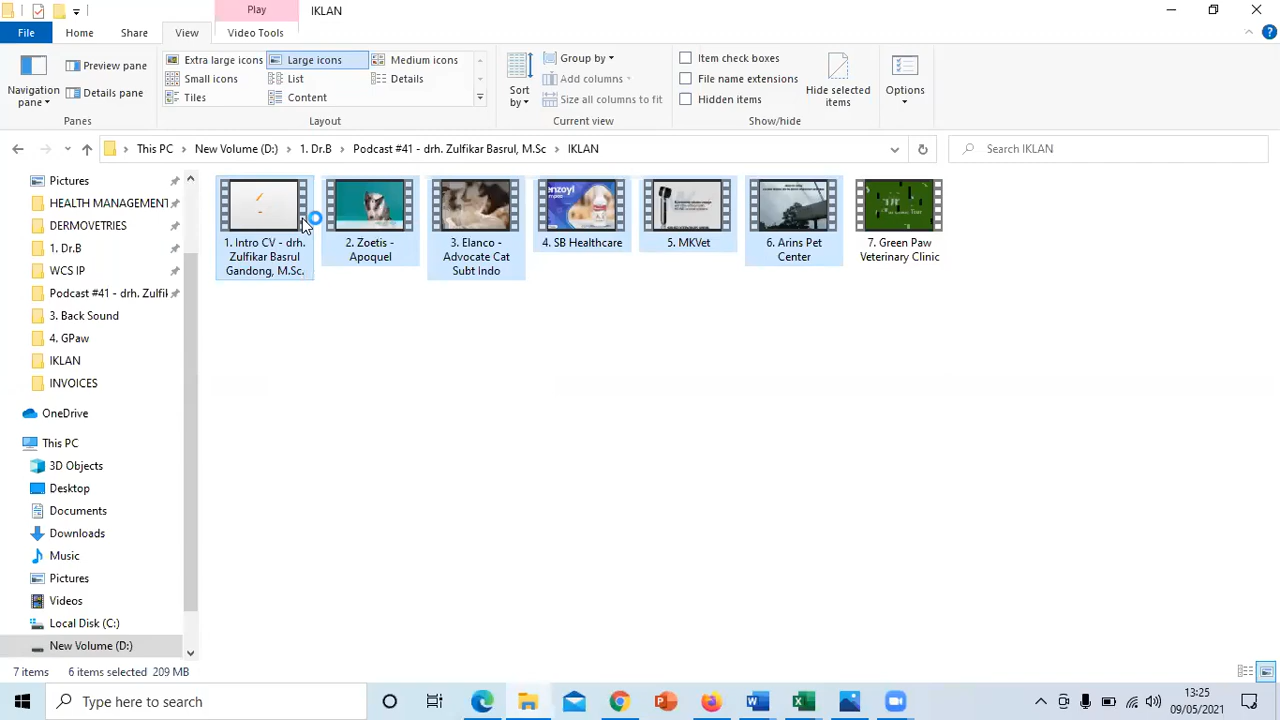 Play
IKLAN
File
Home
Share
View
Video Tools
Navigation pane
Preview pane
Details pane
Panes
Extra large icons
Large icons
Medium icons
Small icons
List
Details
Tiles
Content
Layout
Sort by
Group by
Add columns
Size all columns to fit
Current view
Item check boxes
File name extensions
Hidden items
Hide selected items
Show/hide
Options
This PC
New Volume (D:)
1. Dr.B
Podcast #41 - drh. Zulfikar Basrul, M.Sc
IKLAN
Search IKLAN
Pictures
HEALTH MANAGEMENT
DERMOVETRIES
1. Dr.B
WCS IP
Podcast #41 - drh. Zulfi
3. Back Sound
4. GPaw
IKLAN
INVOICES
OneDrive
This PC
3D Objects
Desktop
Documents
Downloads
Music
Pictures
Videos
Local Disk (C:)
New Volume (D:)
1. Intro CV - drh.
Zulfikar Basrul
Gandong, M.Sc.
2. Zoetis -
Apoquel
3. Elanco -
Advocate Cat
Subt Indo
4. SB Healthcare
5. MKVet
6. Arins Pet
Center
7. Green Paw
Veterinary Clinic
7 items
6 items selected 209 MB
Type here to search
13:25
09/05/2021